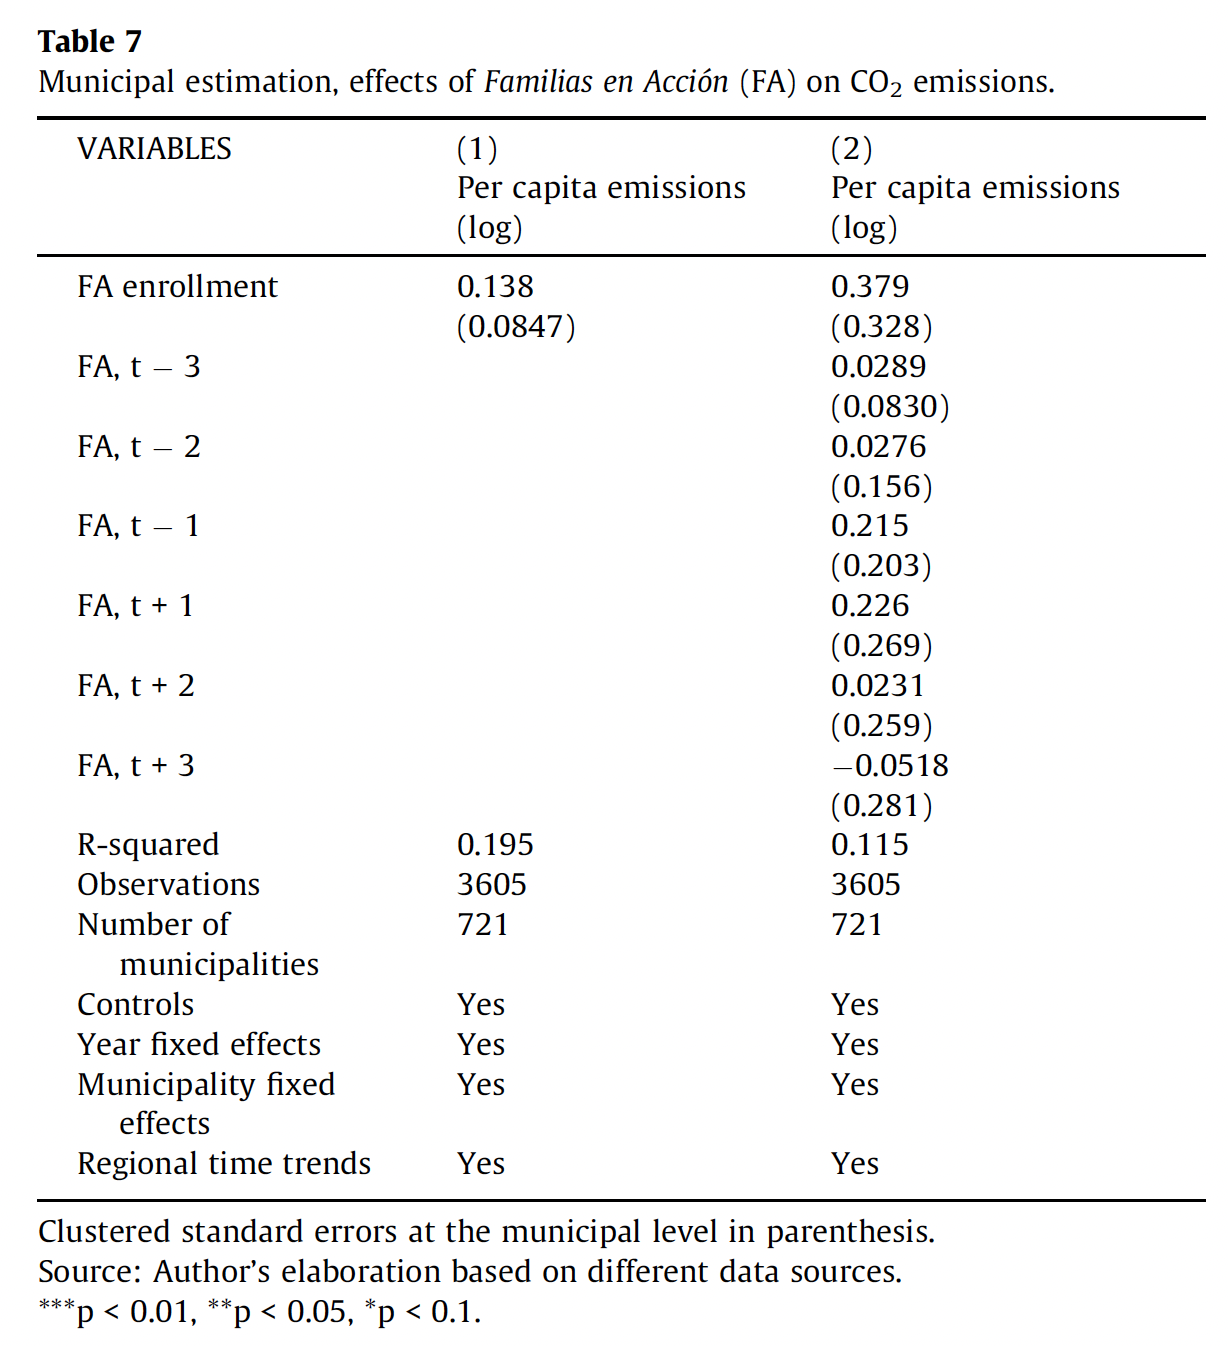 Table 7
Municipal estimation, effects of Familias en Acción (FA) on CO₂ emissions.
VARIABLES (1) (2)
Per capita emissions Per capita emissions
(log) (log)
FA enrollment 0.138 0.379
(0.0847) (0.328)
FA, t − 3 0.0289
(0.0830)
FA, t − 2 0.0276
(0.156)
FA, t − 1 0.215
(0.203)
FA, t + 1 0.226
(0.269)
FA, t + 2 0.0231
(0.259)
FA, t + 3 −0.0518
(0.281)
R-squared 0.195 0.115
Observations 3605 3605
Number of 721 721
municipalities
Controls Yes Yes
Year fixed effects Yes Yes
Municipality fixed Yes Yes
effects
Regional time trends Yes Yes
Clustered standard errors at the municipal level in parenthesis.
Source: Author’s elaboration based on different data sources.
***p < 0.01, **p < 0.05, *p < 0.1.